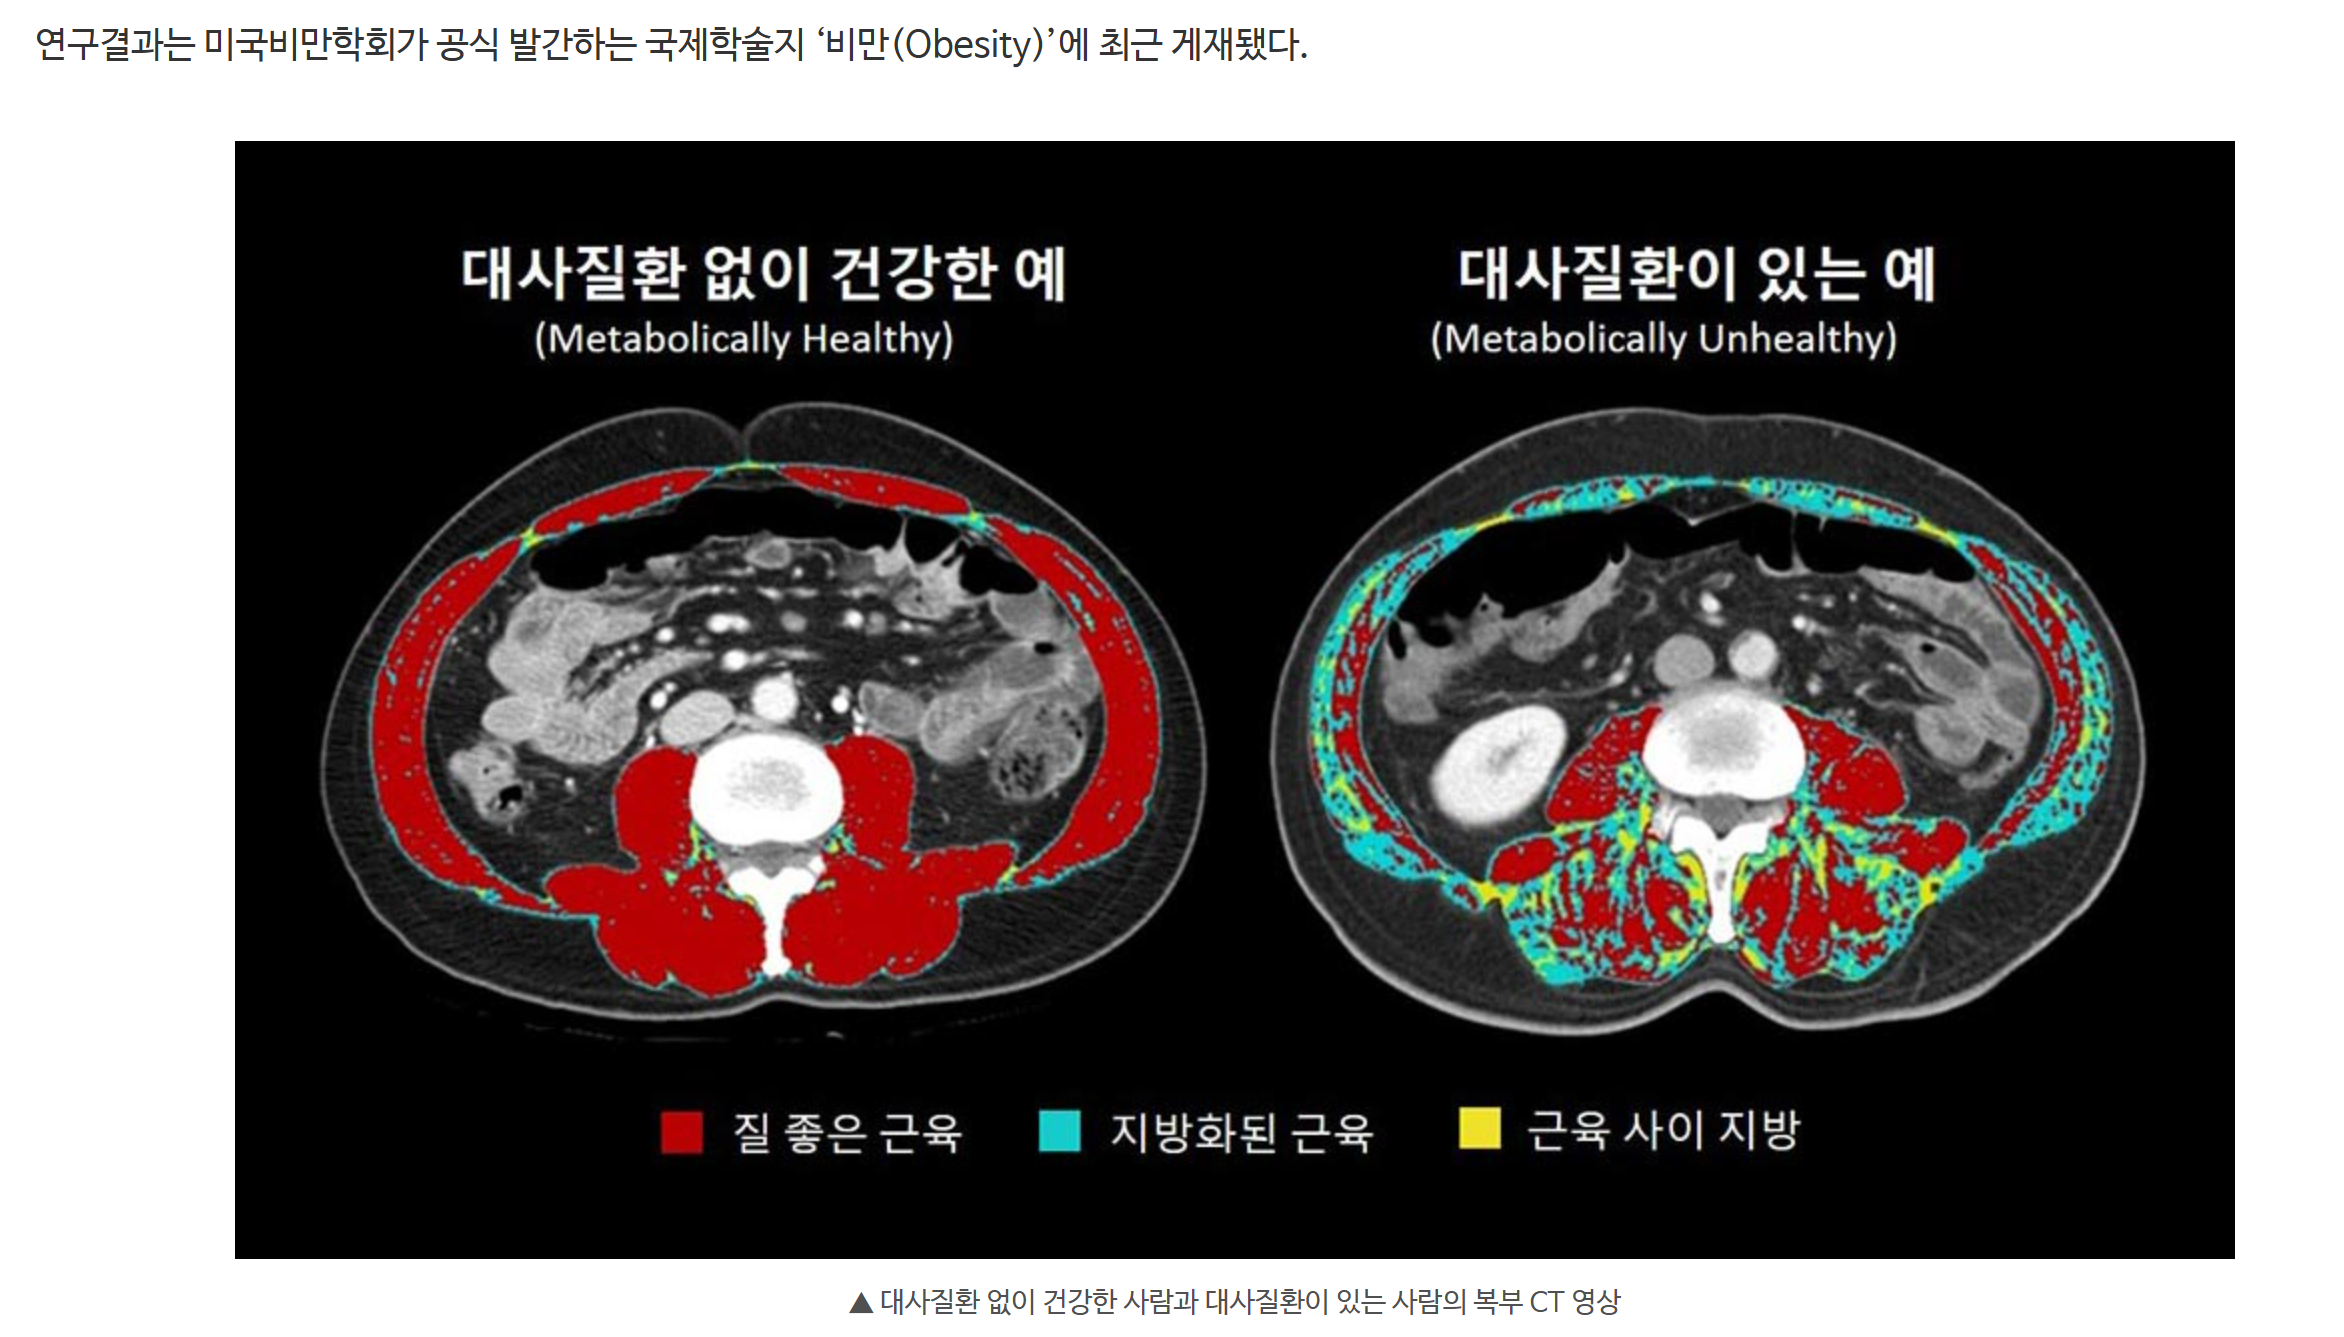 연구결과는 미국비만학회가 공식 발간하는 국제학술지 ‘비만(Obesity)’에 최근 게재됐다.
대사질환 없이 건강한 예
(Metabolically Healthy)
대사질환이 있는 예
(Metabolically Unhealthy)
질 좋은 근육
지방화된 근육
근육 사이 지방
▲ 대사질환 없이 건강한 사람과 대사질환이 있는 사람의 복부 CT 영상